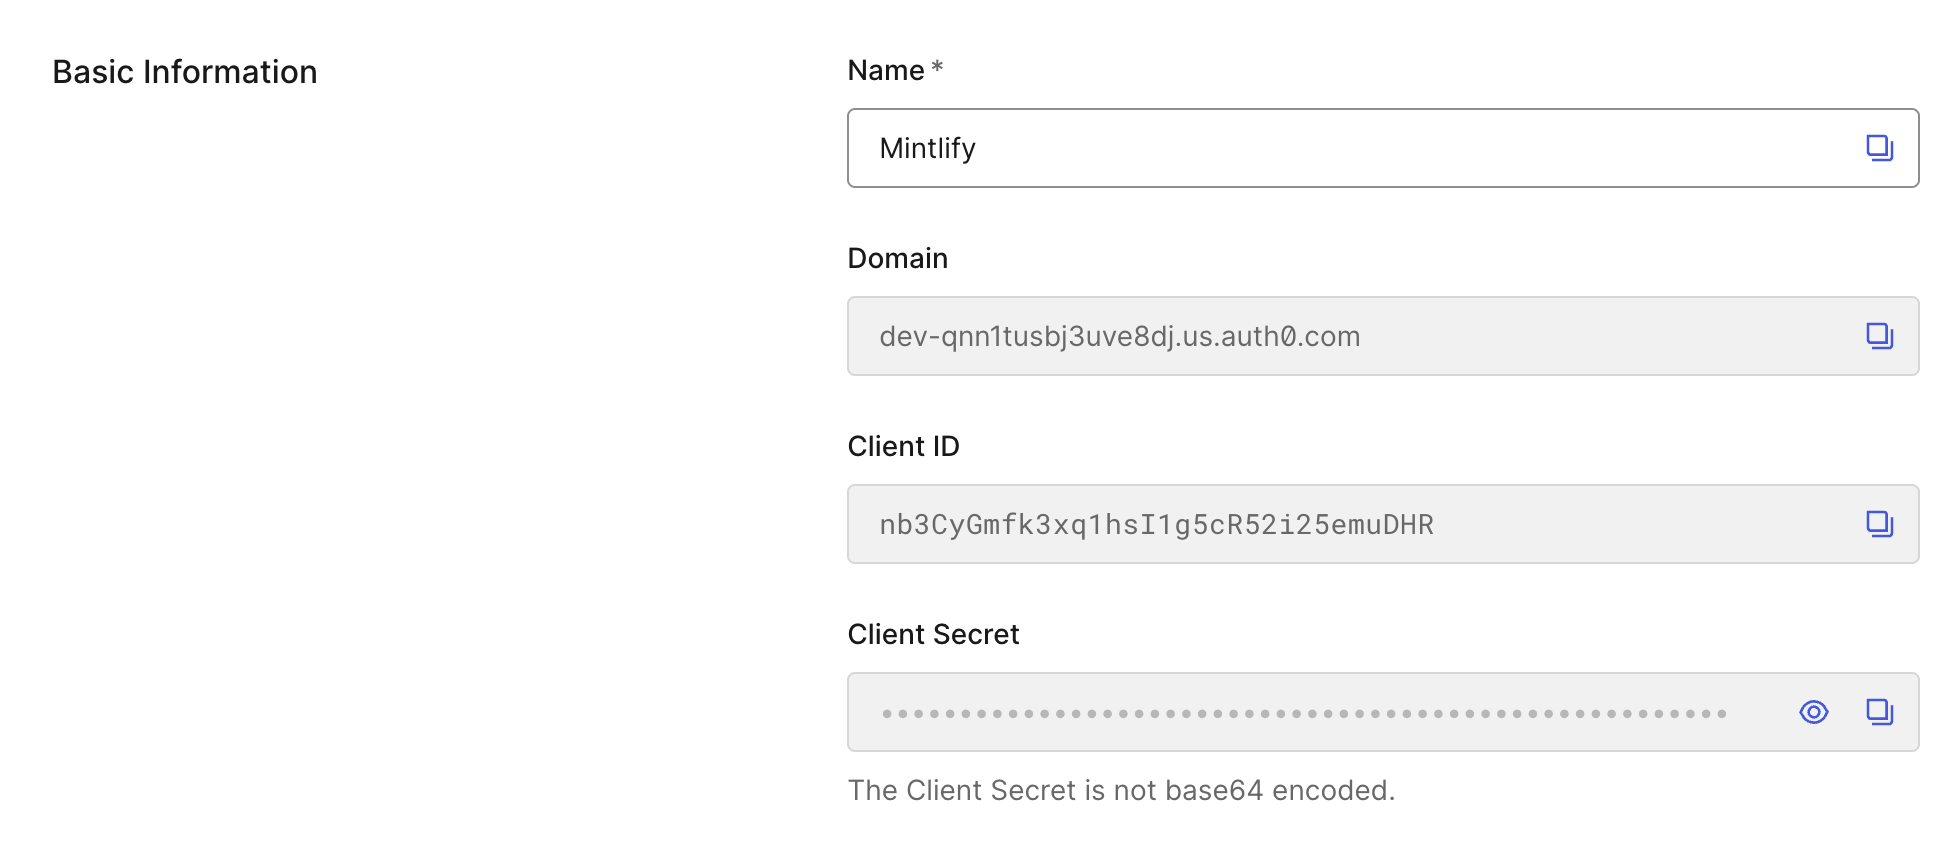 Basic Information
Name *
Mintlify
Domain
dev-qnn1tusbj3uve8dj.us.auth0.com
Client ID
nb3CyGmfk3xq1hsI1g5cR52i25emuDHR
Client Secret
••••••••••••••••••••••••••••••••••••••••••••••••••••••
The Client Secret is not base64 encoded.